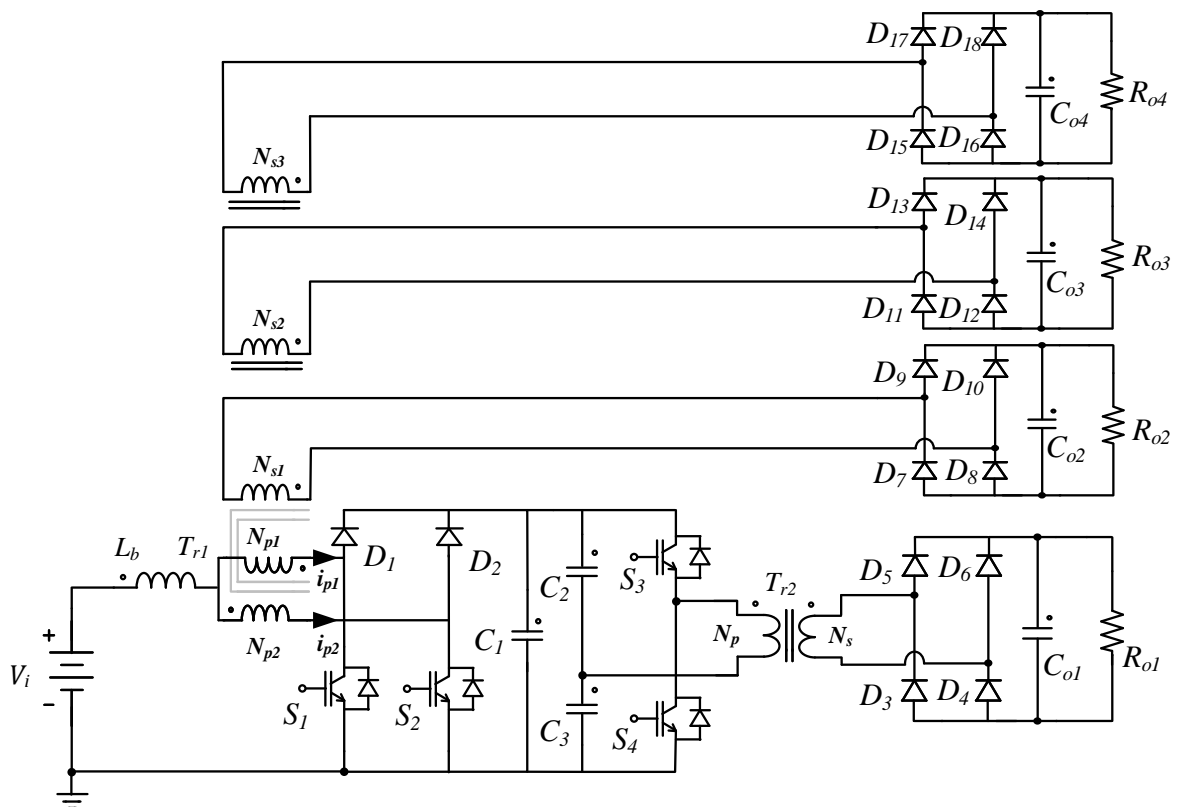 D17 D18
Co4 Ro4
D15 D16
Ns3
D13 D14
Co3 Ro3
D11 D12
Ns2
D9 D10
Co2 Ro2
D7 D8
Ns1
Lb Tr1 Np1 ip1 D1 D2
Np2 ip2
C1 C2 C3
S3 Tr2
Np Ns
D5 D6
Co1 Ro1
D3 D4
+
Vi
-
S1 S2 S4